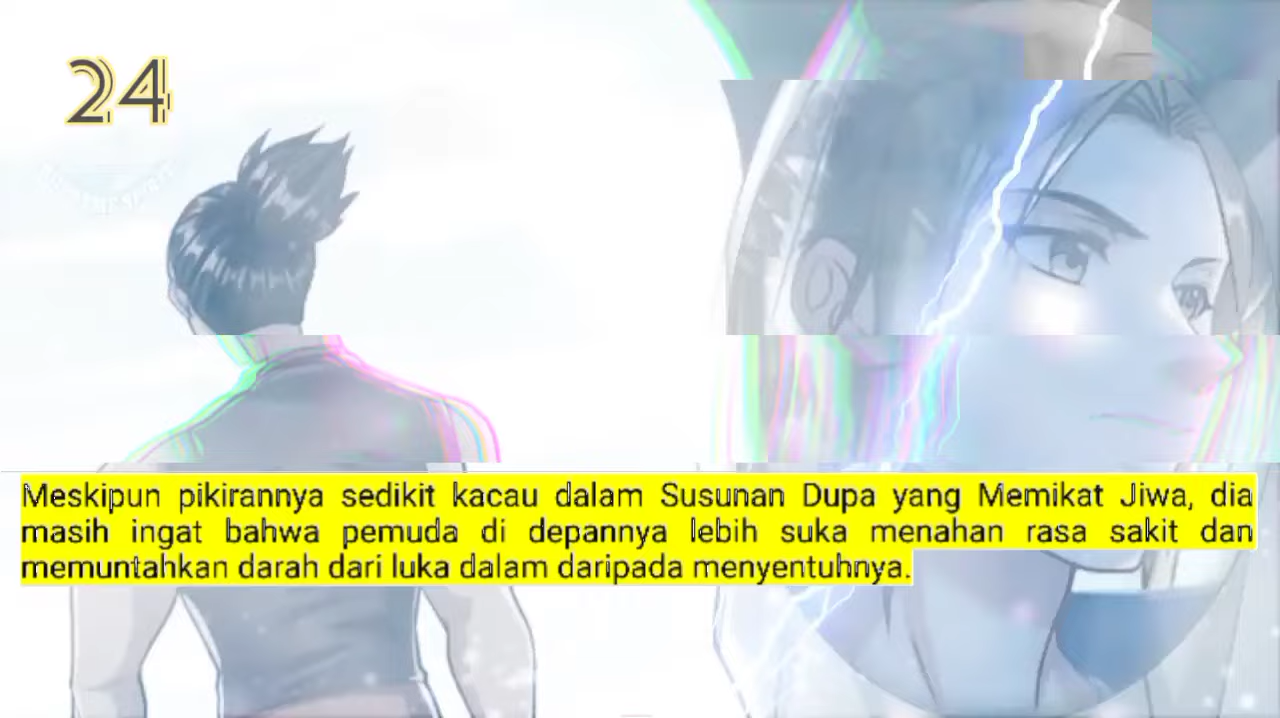 24
Meskipun pikirannya sedikit kacau dalam Susunan Dupa yang Memikat Jiwa, dia
masih ingat bahwa pemuda di depannya lebih suka menahan rasa sakit dan
memuntahkan darah dari luka dalam daripada menyentuhnya.